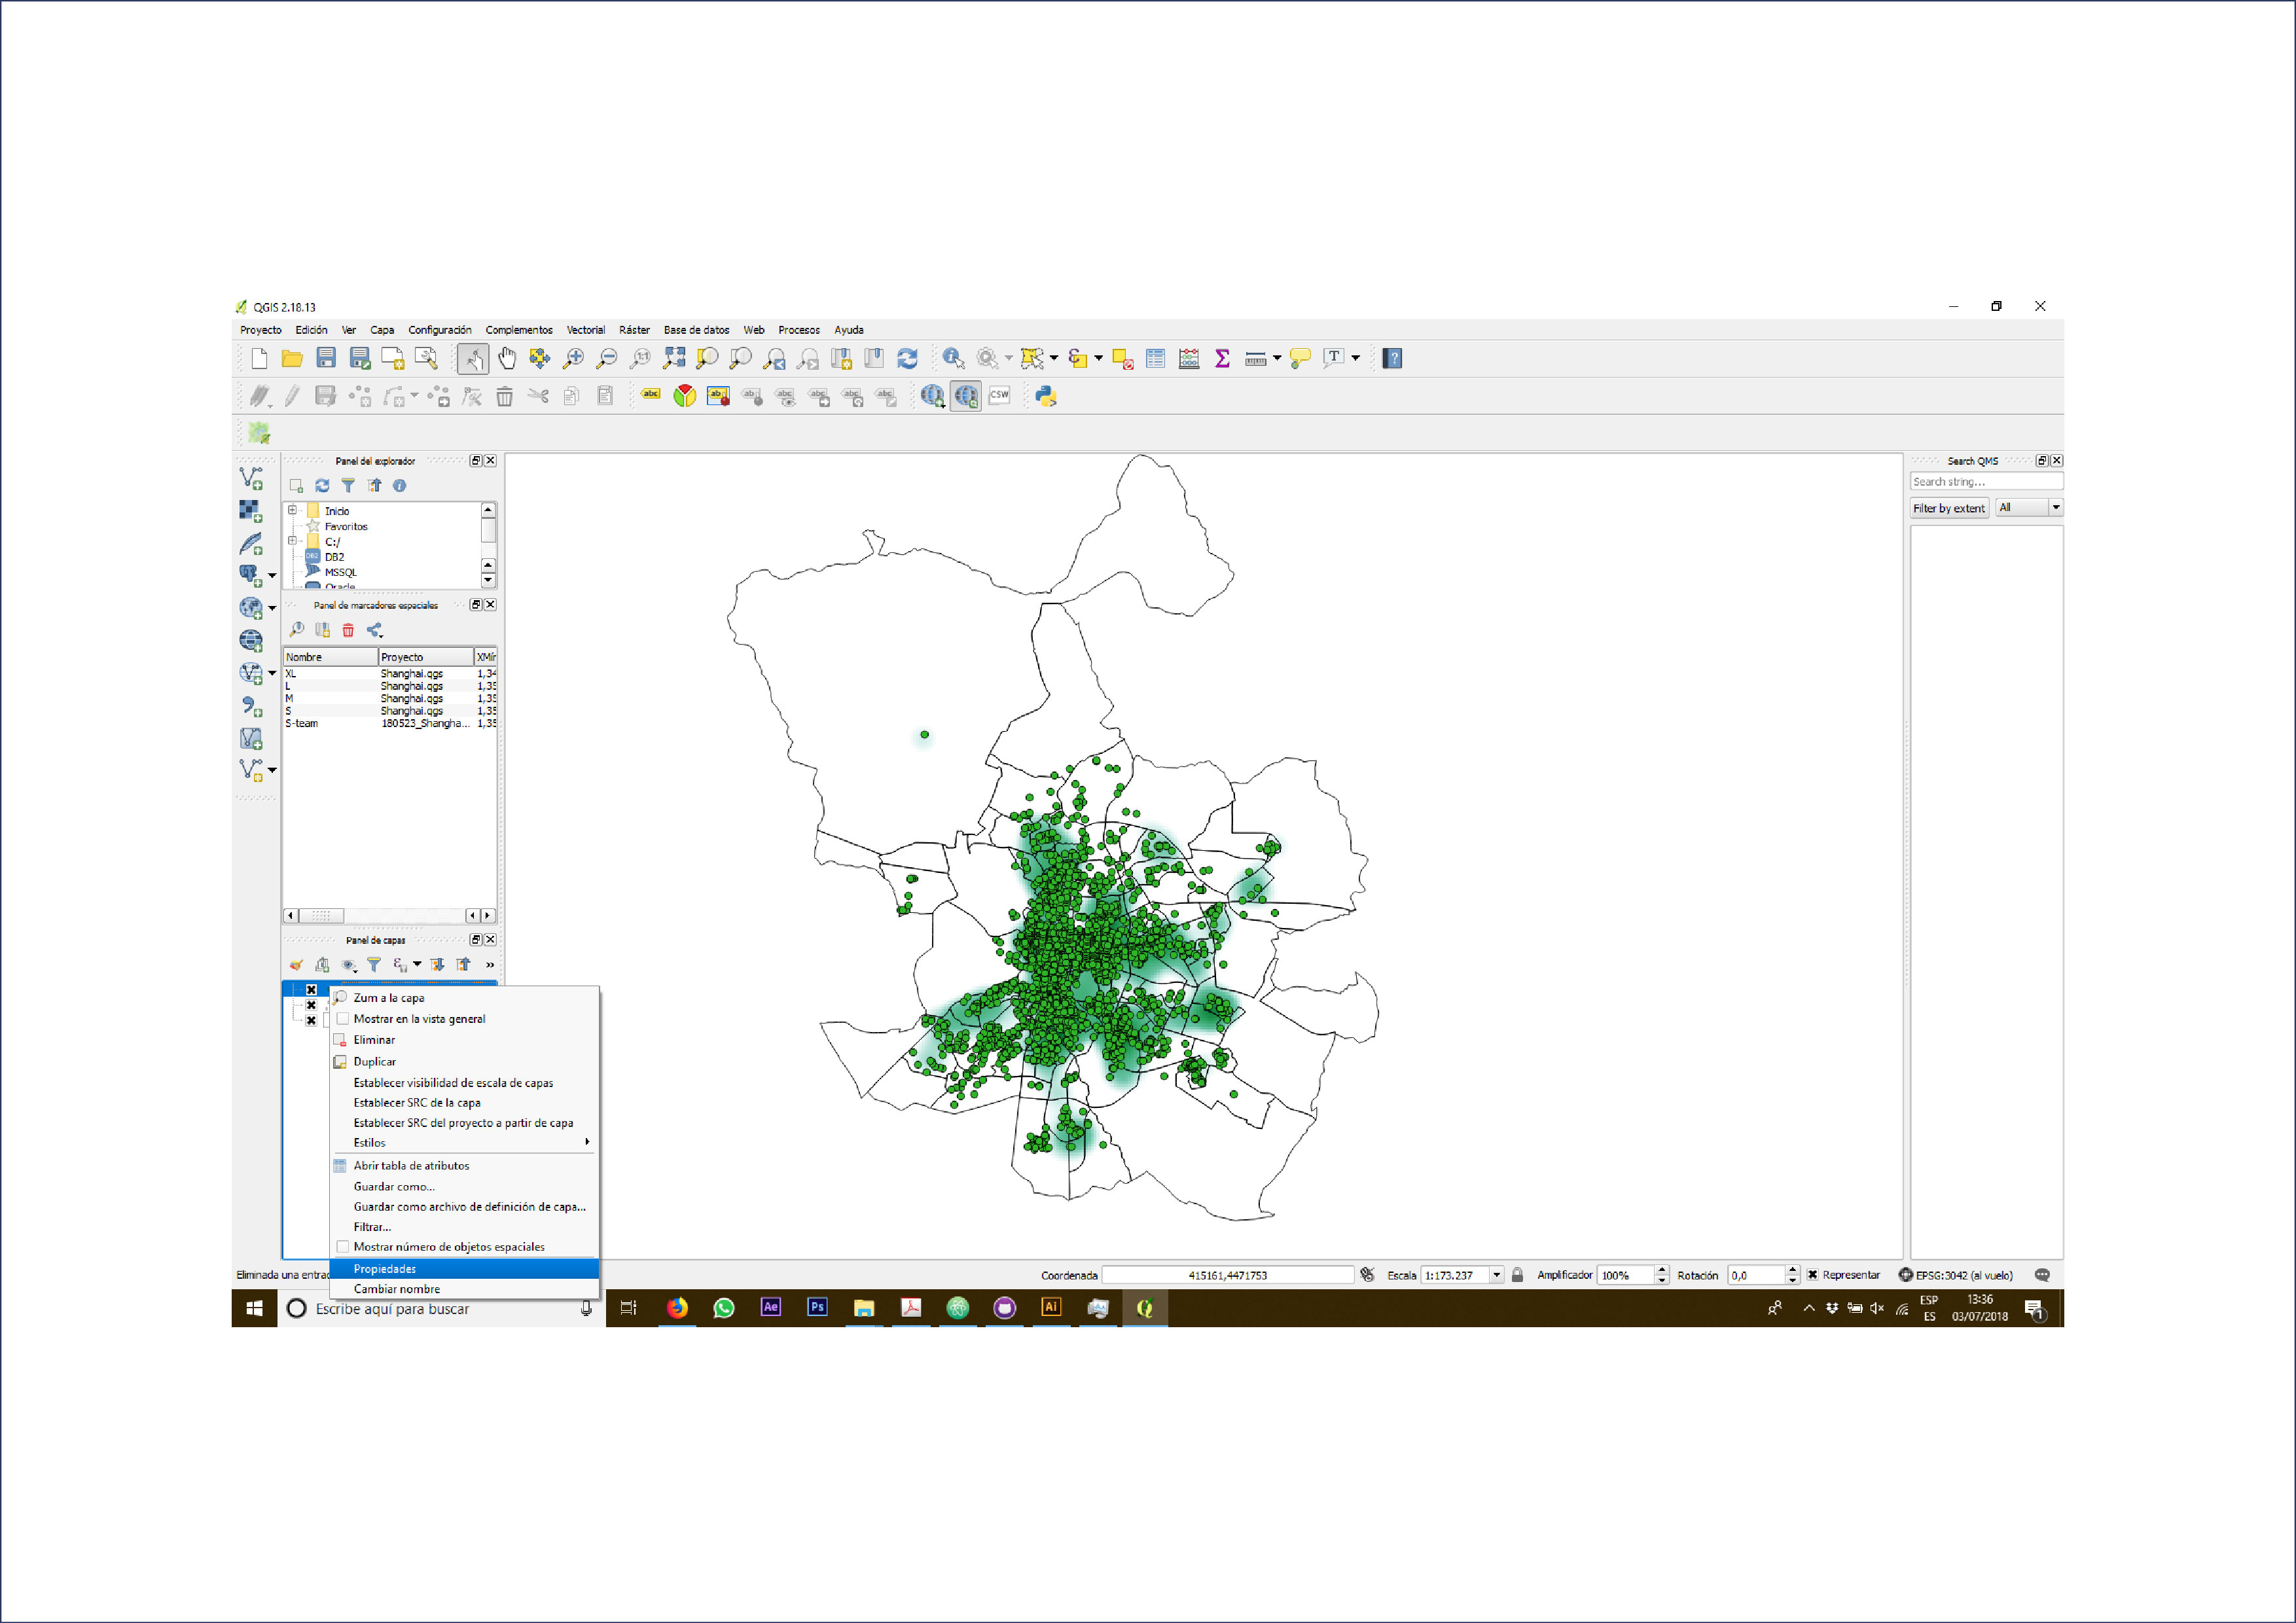 QGIS 2.18.13
Proyecto Edición Ver Capa Configuración Complementos Vectorial Ráster Base de datos Web Procesos Ayuda
CSW
Panel del explorador
Search QMS
Search string...
Filter by extent All
Inicio
Favoritos
C:/
DB2
MSSQL
Oracle
Panel de marcadores espaciales
Nombre Proyecto XMír
XL Shanghai.qgs 1,34
L Shanghai.qgs 1,35
M Shanghai.qgs 1,35
S Shanghai.qgs 1,35
S-team 180523_Shangha... 1,35
Panel de capas
Zum a la capa
Mostrar en la vista general
Eliminar
Duplicar
Establecer visibilidad de escala de capas
Establecer SRC de la capa
Establecer SRC del proyecto a partir de capa
Estilos
Abrir tabla de atributos
Guardar como...
Guardar como archivo de definición de capa...
Filtrar...
Mostrar número de objetos espaciales
Propiedades
Cambiar nombre
Eliminada una entrad
Coordenada 415161,4471753 Escala 1:173.237 Amplificador 100% Rotación 0,0 Representar EPSG:3042 (al vuelo)
Escribe aquí para buscar
Ae Ps Ai
ESP
ES
13:36
03/07/2018
1